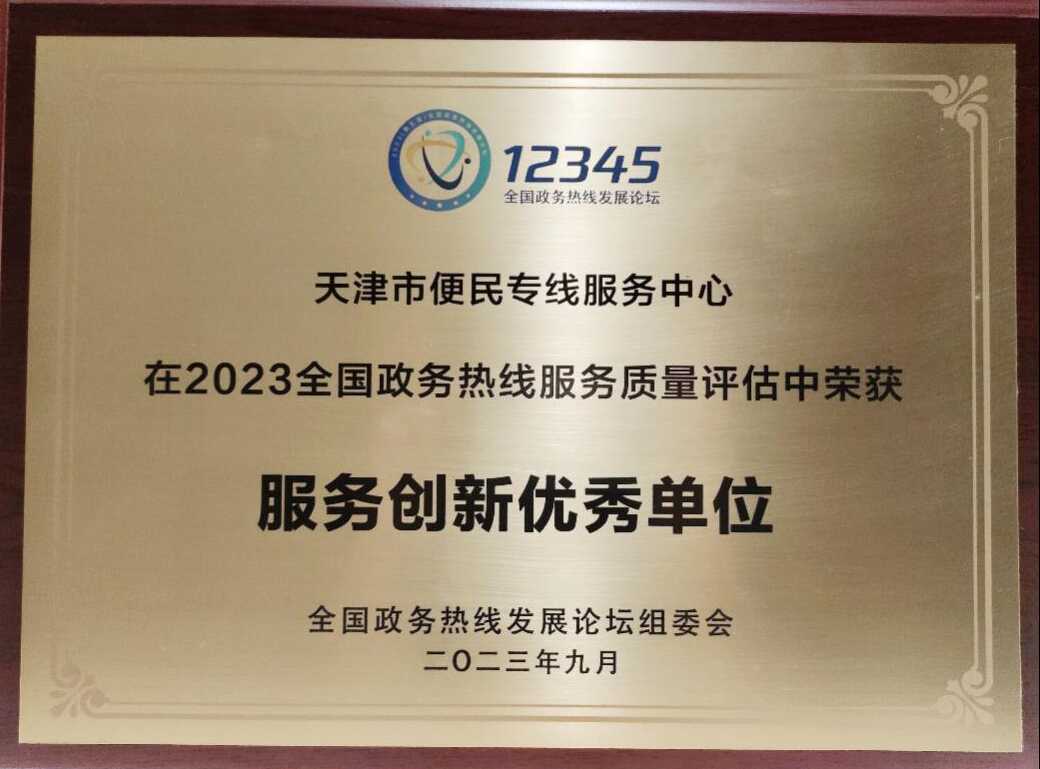 12345
全国政务热线发展论坛
天津市便民专线服务中心
在2023全国政务热线服务质量评估中荣获
服务创新优秀单位
全国政务热线发展论坛组委会
二〇二三年九月